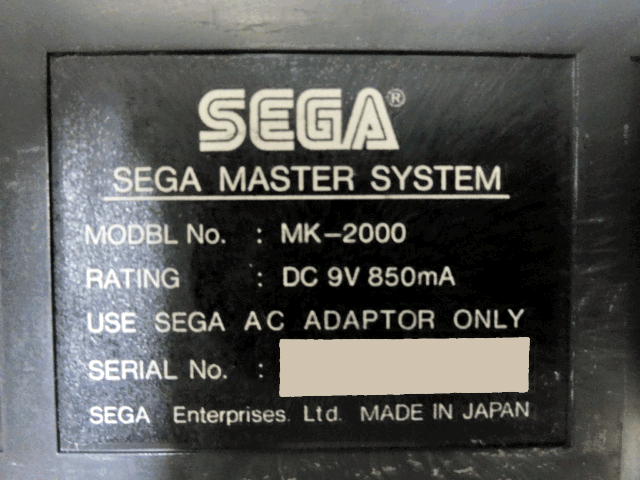 SEGA®
SEGA MASTER SYSTEM
MODBL No. : MK-2000
RATING : DC 9V 850mA
USE SEGA AC ADAPTOR ONLY
SERIAL No. :
SEGA Enterprises. Ltd. MADE IN JAPAN